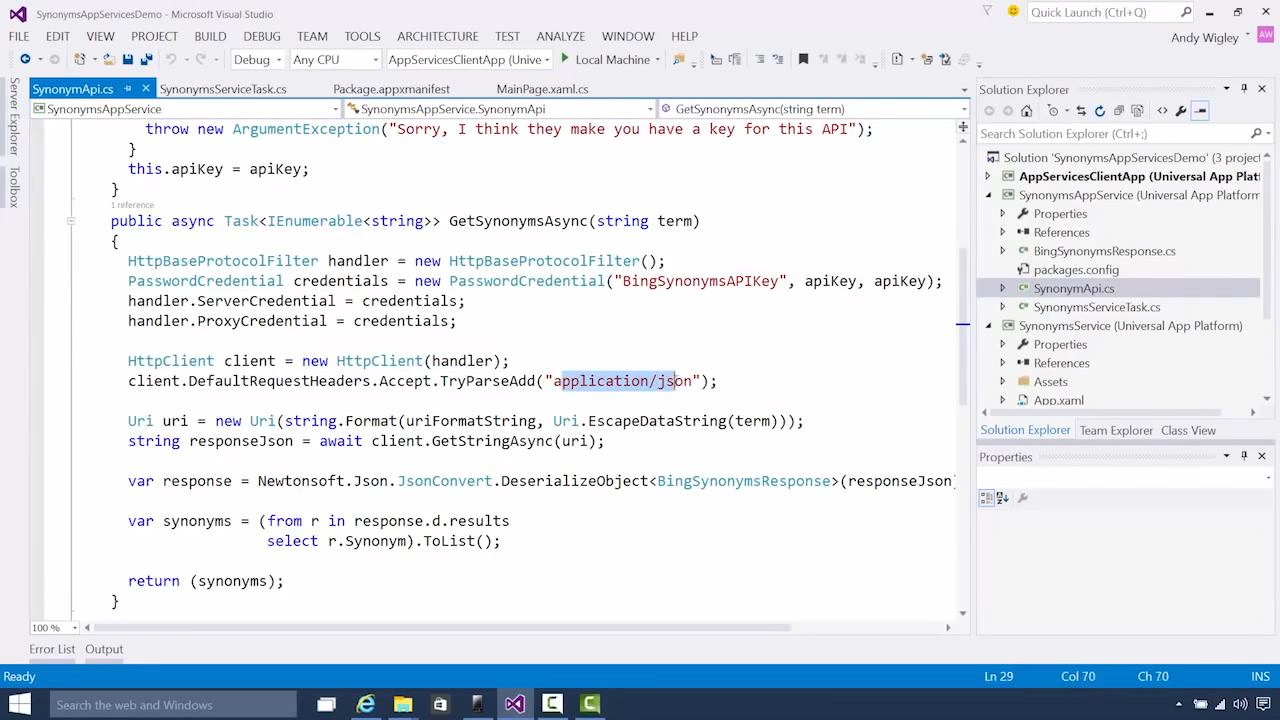 SynonymsAppServicesDemo - Microsoft Visual Studio
Quick Launch (Ctrl+Q)
FILE EDIT VIEW PROJECT BUILD DEBUG TEAM TOOLS ARCHITECTURE TEST ANALYZE WINDOW HELP
Andy Wigley AW
Debug Any CPU AppServicesClientApp (Unive Local Machine
Server Explorer
Toolbox
SynonymApi.cs SynonymsServiceTask.cs Package.appxmanifest MainPage.xaml.cs
SynonymsAppService SynonymsAppService.SynonymApi GetSynonymsAsync(string term)
throw new ArgumentException("Sorry, I think they make you have a key for this API");
}
this.apiKey = apiKey;
}
1 reference
public async Task<IEnumerable<string>> GetSynonymsAsync(string term)
{
HttpBaseProtocolFilter handler = new HttpBaseProtocolFilter();
PasswordCredential credentials = new PasswordCredential("BingSynonymsAPIKey", apiKey, apiKey);
handler.ServerCredential = credentials;
handler.ProxyCredential = credentials;
HttpClient client = new HttpClient(handler);
client.DefaultRequestHeaders.Accept.TryParseAdd("application/json");
Uri uri = new Uri(string.Format(uriFormatString, Uri.EscapeDataString(term)));
string responseJson = await client.GetStringAsync(uri);
var response = Newtonsoft.Json.JsonConvert.DeserializeObject<BingSynonymsResponse>(responseJson)
var synonyms = (from r in response.d.results
select r.Synonym).ToList();
return (synonyms);
}
100 %
Solution Explorer
Search Solution Explorer (Ctrl+;)
Solution 'SynonymsAppServicesDemo' (3 project
AppServicesClientApp (Universal App Platf
SynonymsAppService (Universal App Platform
Properties
References
BingSynonymsResponse.cs
packages.config
SynonymApi.cs
SynonymsServiceTask.cs
SynonymsService (Universal App Platform)
Properties
References
Assets
App.xaml
Solution Explorer Team Explorer Class View
Properties
Error List Output
Ready Ln 29 Col 70 Ch 70 INS
Search the web and Windows